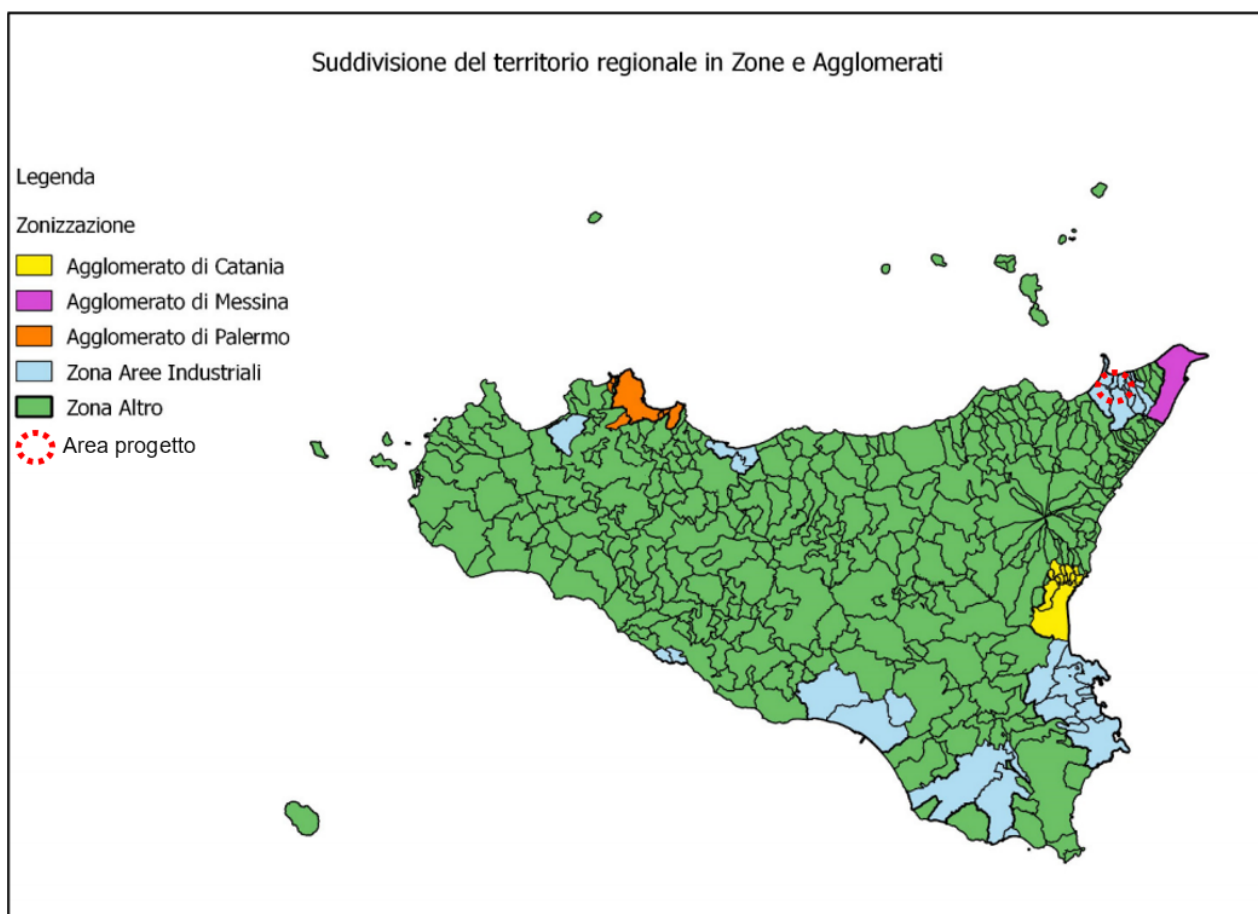 Suddivisione del territorio regionale in Zone e Agglomerati
Legenda
Zonizzazione
Agglomerato di Catania
Agglomerato di Messina
Agglomerato di Palermo
Zona Aree Industriali
Zona Altro
Area progetto